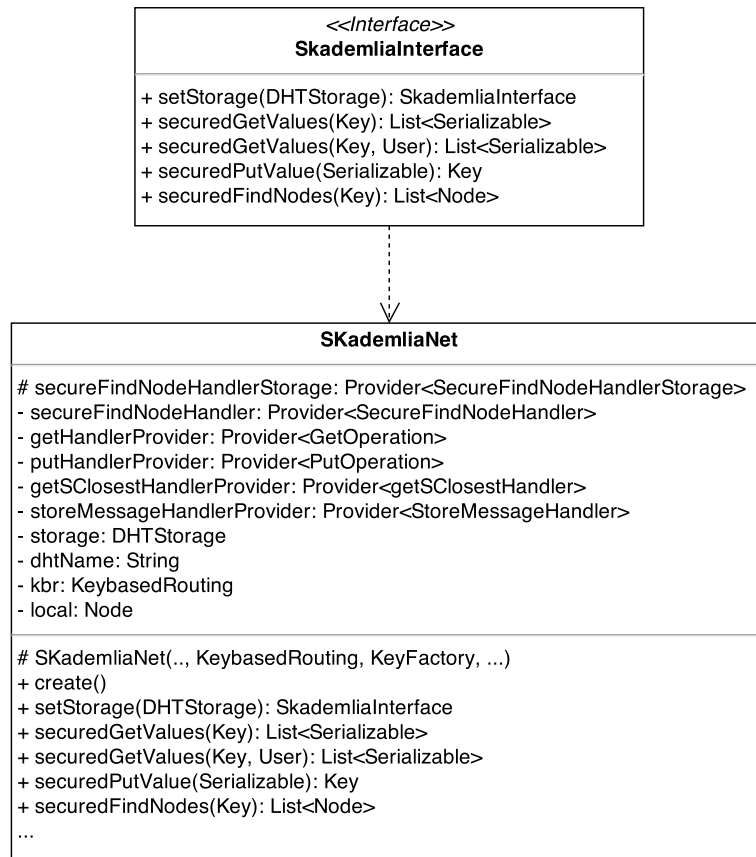 <<Interface>>
SkademliaInterface
+ setStorage(DHTStorage): SkademliaInterface
+ securedGetValues(Key): List<Serializable>
+ securedGetValues(Key, User): List<Serializable>
+ securedPutValue(Serializable): Key
+ securedFindNodes(Key): List<Node>
SKademliaNet
# secureFindNodeHandlerStorage: Provider<SecureFindNodeHandlerStorage>
- secureFindNodeHandler: Provider<SecureFindNodeHandler>
- getHandlerProvider: Provider<GetOperation>
- putHandlerProvider: Provider<PutOperation>
- getSClosestHandlerProvider: Provider<getSClosestHandler>
- storeMessageHandlerProvider: Provider<StoreMessageHandler>
- storage: DHTStorage
- dhtName: String
- kbr: KeybasedRouting
- local: Node
# SKademliaNet(.., KeybasedRouting, KeyFactory, ...)
+ create()
+ setStorage(DHTStorage): SkademliaInterface
+ securedGetValues(Key): List<Serializable>
+ securedGetValues(Key, User): List<Serializable>
+ securedPutValue(Serializable): Key
+ securedFindNodes(Key): List<Node>
...